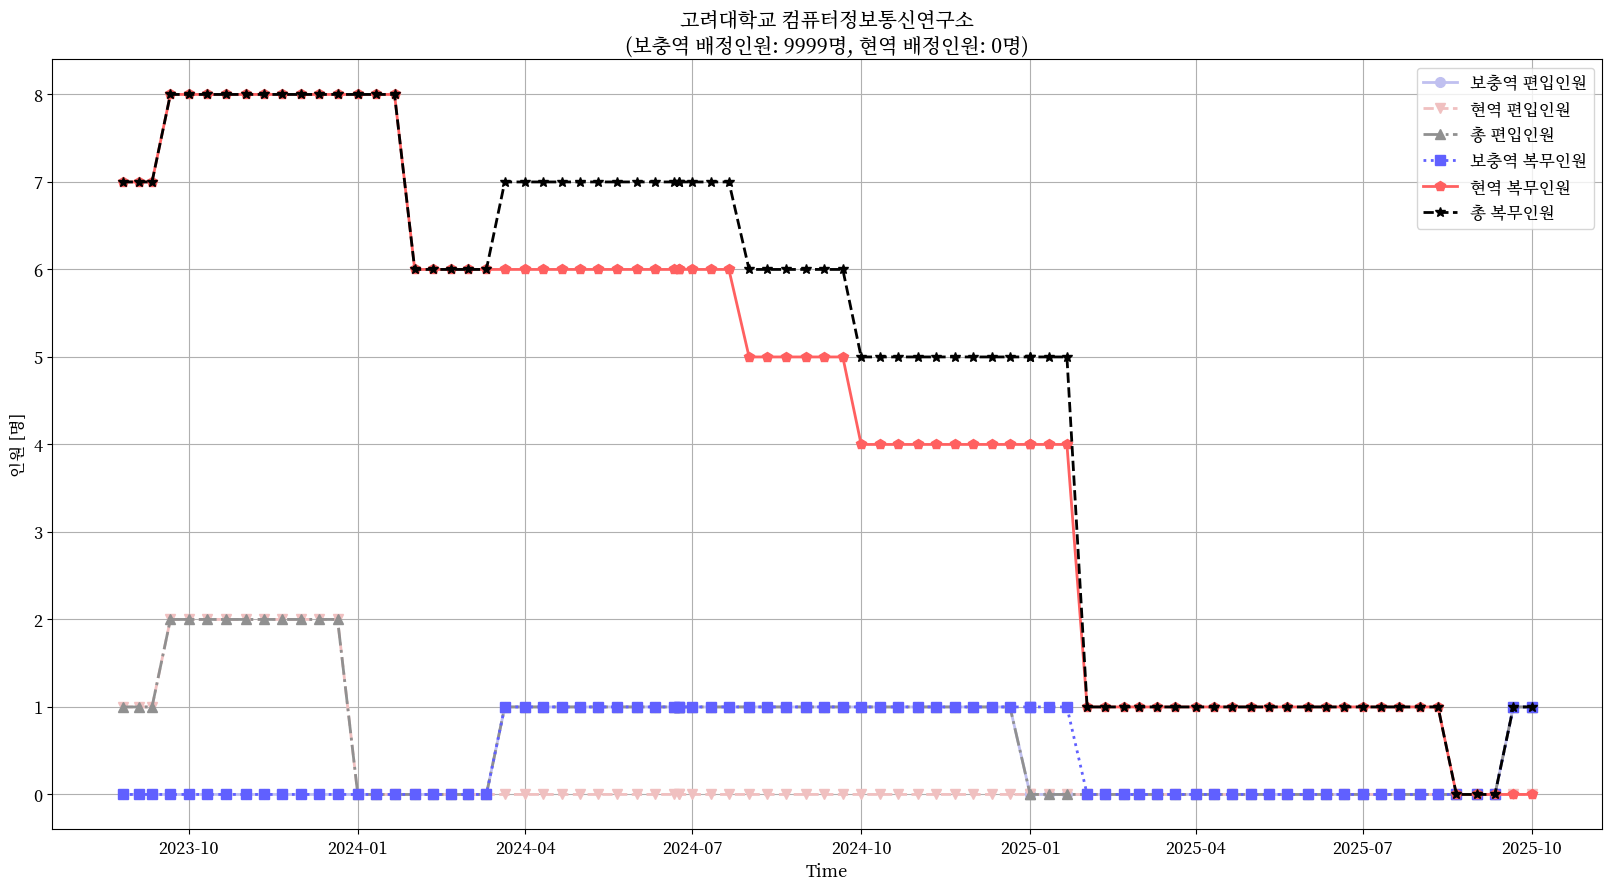 고려대학교 컴퓨터정보통신연구소
(보충역 배정인원: 9999명, 현역 배정인원: 0명)
보충역 편입인원
현역 편입인원
총 편입인원
보충역 복무인원
현역 복무인원
총 복무인원
인원 [명]
8
7
6
5
4
3
2
1
0
2023-10
2024-01
2024-04
2024-07
2024-10
2025-01
2025-04
2025-07
2025-10
Time